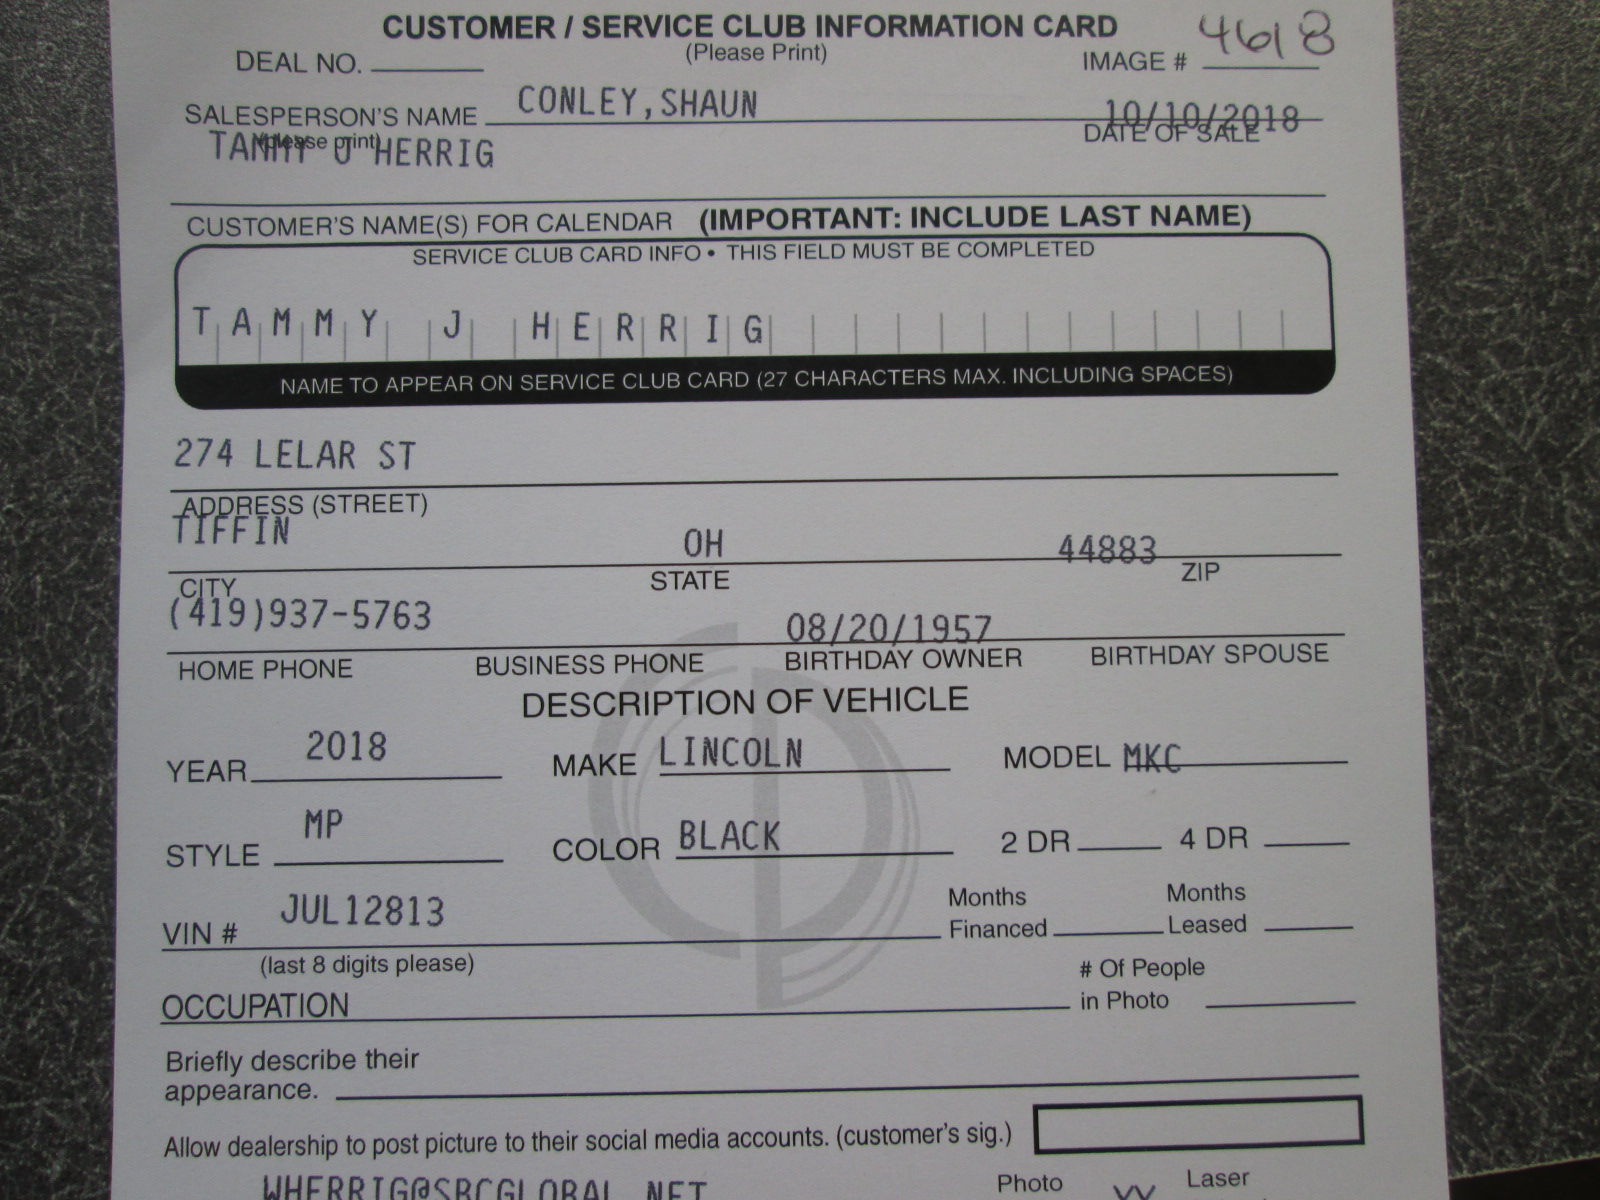 CUSTOMER / SERVICE CLUB INFORMATION CARD
(Please Print)
DEAL NO. IMAGE # 4618
SALESPERSON'S NAME CONLEY,SHAUN 10/10/2018
(please print) DATE OF SALE
TAMMY J HERRIG
CUSTOMER'S NAME(S) FOR CALENDAR (IMPORTANT: INCLUDE LAST NAME)
SERVICE CLUB CARD INFO • THIS FIELD MUST BE COMPLETED
TAMMY J HERRIG
NAME TO APPEAR ON SERVICE CLUB CARD (27 CHARACTERS MAX. INCLUDING SPACES)
274 LELAR ST
ADDRESS (STREET)
TIFFIN OH 44883
CITY STATE ZIP
(419)937-5763 08/20/1957
HOME PHONE BUSINESS PHONE BIRTHDAY OWNER BIRTHDAY SPOUSE
DESCRIPTION OF VEHICLE
YEAR 2018 MAKE LINCOLN MODEL MKC
STYLE MP COLOR BLACK 2 DR 4 DR
VIN # JUL12813 Months Financed Months Leased
(last 8 digits please)
OCCUPATION # Of People in Photo
Briefly describe their
appearance.
Allow dealership to post picture to their social media accounts. (customer's sig.)
WHERRIG@SBCGLOBAL.NET Photo Laser